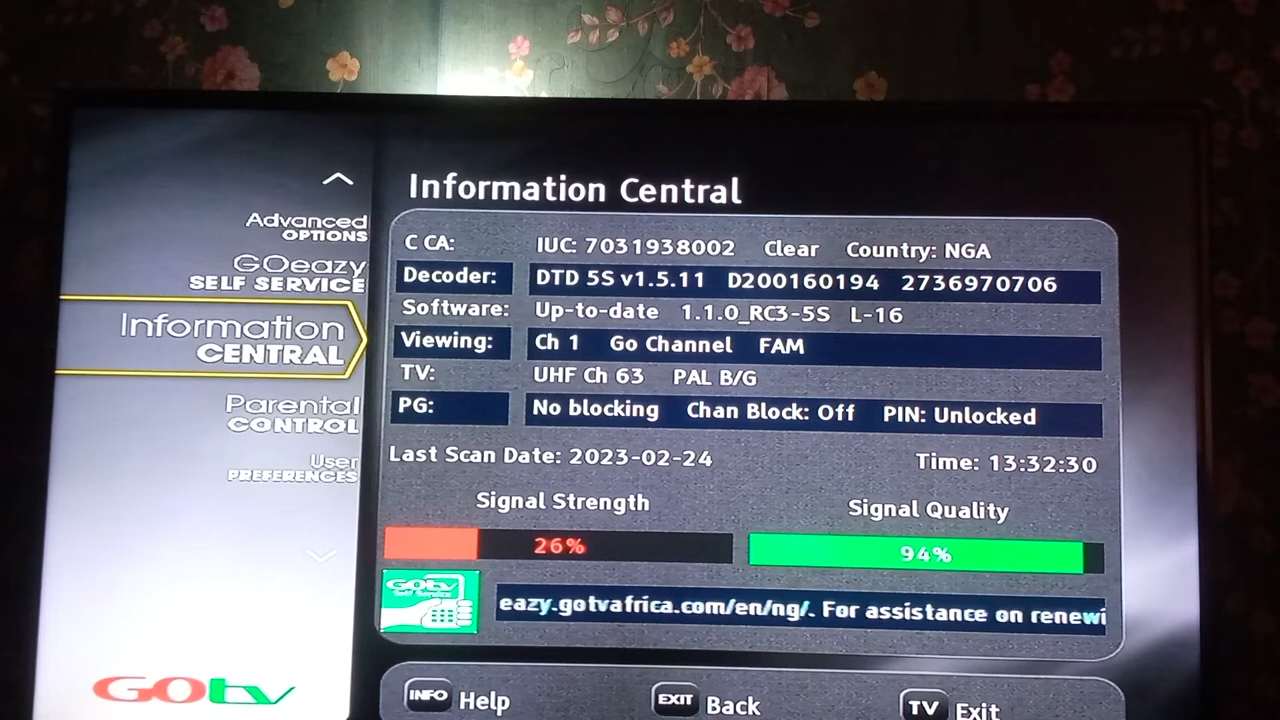 Information Central
Advanced
OPTIONS
GOeazy
SELF SERVICE
Information
CENTRAL
Parental
CONTROL
User
PREFERENCES
C CA: IUC: 7031938002 Clear Country: NGA
Decoder: DTD 5S v1.5.11 D200160194 2736970706
Software: Up-to-date 1.1.0_RC3-5S L-16
Viewing: Ch 1 Go Channel FAM
TV: UHF Ch 63 PAL B/G
PG: No blocking Chan Block: Off PIN: Unlocked
Last Scan Date: 2023-02-24 Time: 13:32:30
Signal Strength Signal Quality
26% 94%
GOtv
Self Service
eazy.gotvafrica.com/en/ng/. For assistance on renewi
GOtv
INFO Help EXIT Back TV Exit